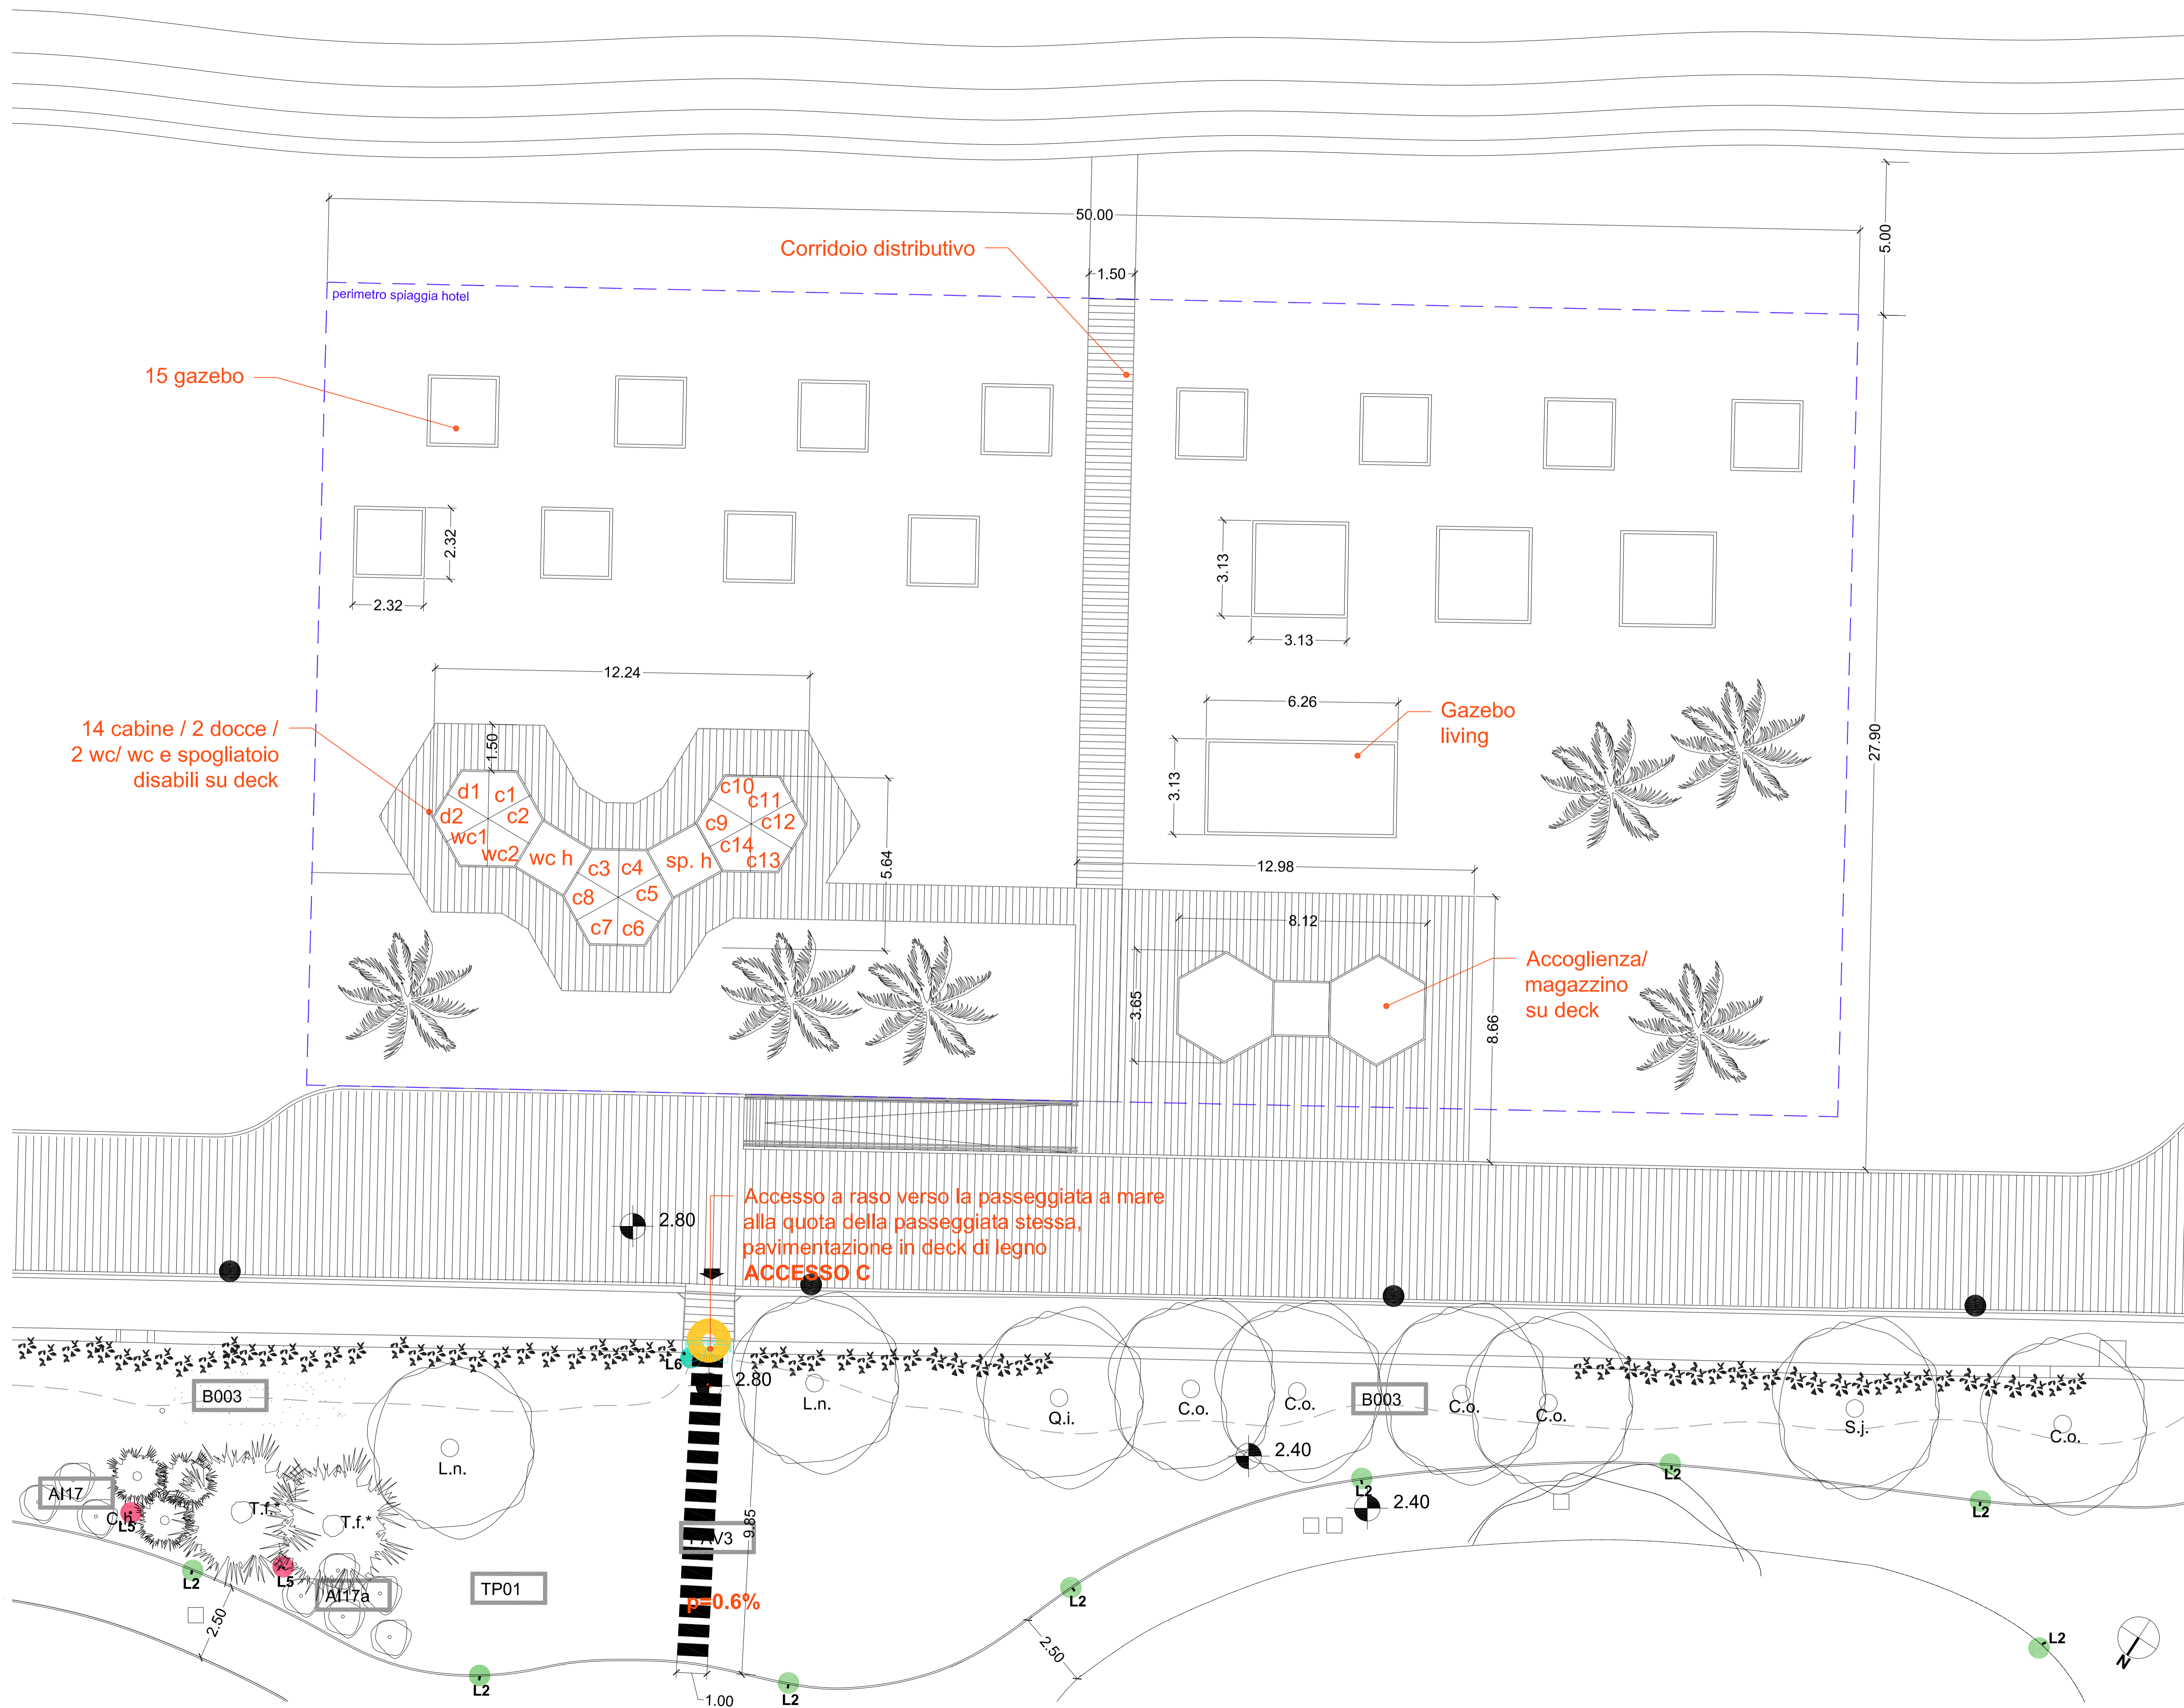 50.00
5.00
Corridoio distributivo
1.50
perimetro spiaggia hotel
15 gazebo
2.32
2.32
3.13
3.13
12.24
6.26
Gazebo
living
3.13
27.90
14 cabine / 2 docce /
2 wc/ wc e spogliatoio
disabili su deck
1.50
d1
c1
d2
c2
wc1
wc2
wc h
c3
c4
c8
c5
c7
c6
sp. h
c10
c11
c9
c12
c14
c13
5.64
12.98
8.12
3.65
Accoglienza/
magazzino
su deck
8.66
Accesso a raso verso la passeggiata a mare
alla quota della passeggiata stessa,
pavimentazione in deck di legno
ACCESSO C
2.80
L6
2.80
B003
L.n.
L.n.
Q.i.
C.o.
C.o.
B003
C.o.
C.o.
S.j.
C.o.
2.40
2.40
AI17
C.h.
L5
T.f.*
T.f.*
L2
L5
AI17a
TP01
PAV3
9.85
p=0.6%
2.50
L2
1.00
L2
L2
2.50
L2
L2
L2
L2
N